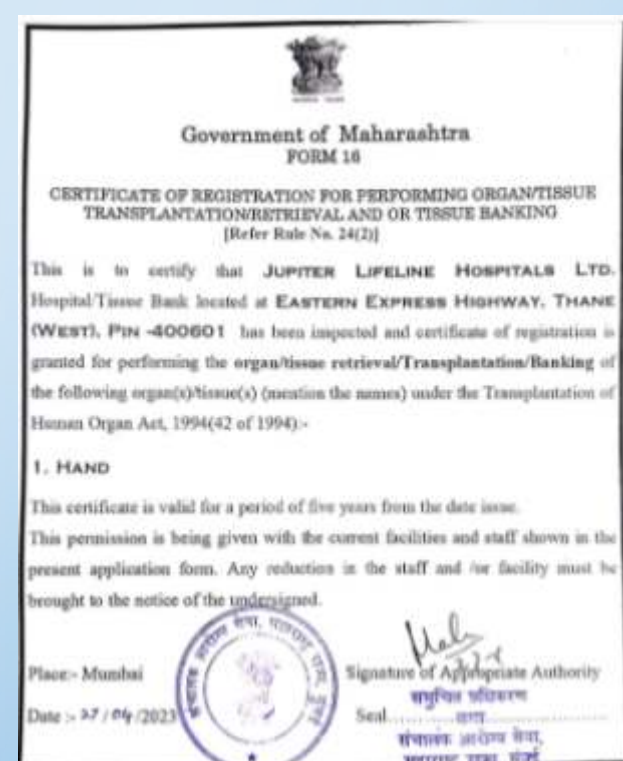 Government of Maharashtra
FORM 16
CERTIFICATE OF REGISTRATION FOR PERFORMING ORGAN/TISSUE
TRANSPLANTATION/RETRIEVAL AND OR TISSUE BANKING
[Refer Rule No. 24(2)]
This is to certify that JUPITER LIFELINE HOSPITALS LTD.
Hospital/Tissue Bank located at EASTERN EXPRESS HIGHWAY, THANE
(WEST), PIN -400601 has been inspected and certificate of registration is
granted for performing the organ/tissue retrieval/Transplantation/Banking of
the following organ(s)/tissue(s) (mention the names) under the Transplantation of
Human Organ Act, 1994(42 of 1994):-
1. HAND
This certificate is valid for a period of five years from the date issue.
This permission is being given with the current facilities and staff shown in the
present application form. Any reduction in the staff and /or facility must be
brought to the notice of the undersigned.
Place:- Mumbai
Signature of Appropriate Authority
समुचित प्राधिकरण
Date :- 27/04/2023
Seal
संचालक आरोग्य सेवा,